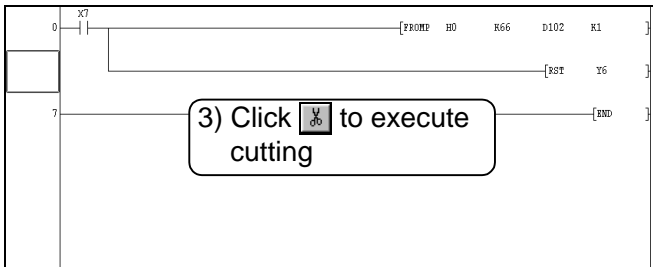 X7
0 [FROMP H0 K66 D102 K1 ]
[RST Y6 ]
7 [END ]
3) Click to execute
cutting